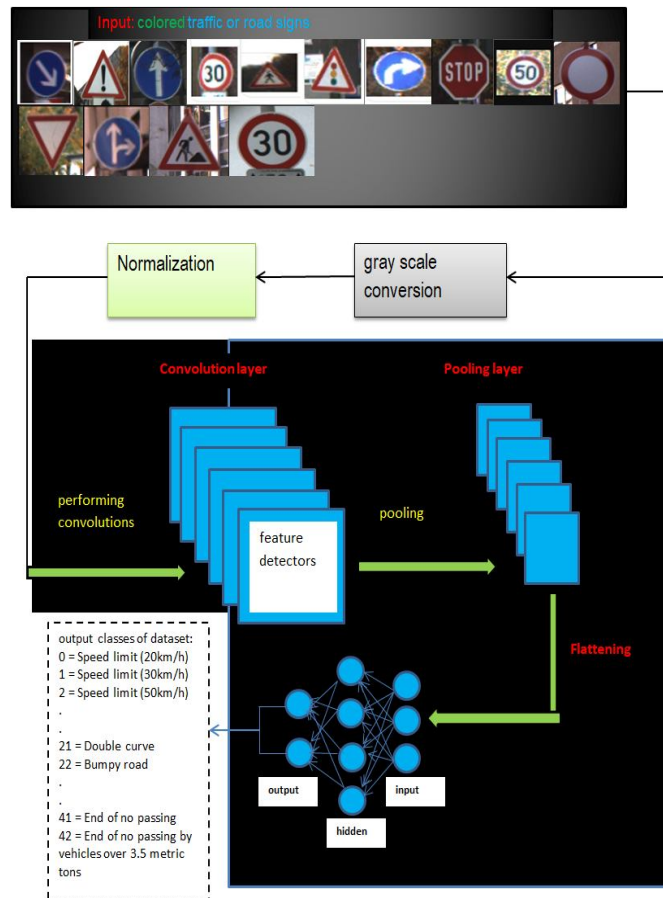 Input: colored traffic or road signs
30
STOP
50
30
Normalization
gray scale
conversion
Convolution layer
Pooling layer
performing
convolutions
feature
detectors
pooling
Flattening
output classes of dataset:
0 = Speed limit (20km/h)
1 = Speed limit (30km/h)
2 = Speed limit (50km/h)
.
.
21 = Double curve
22 = Bumpy road
.
.
41 = End of no passing
42 = End of no passing by
vehicles over 3.5 metric
tons
output
input
hidden